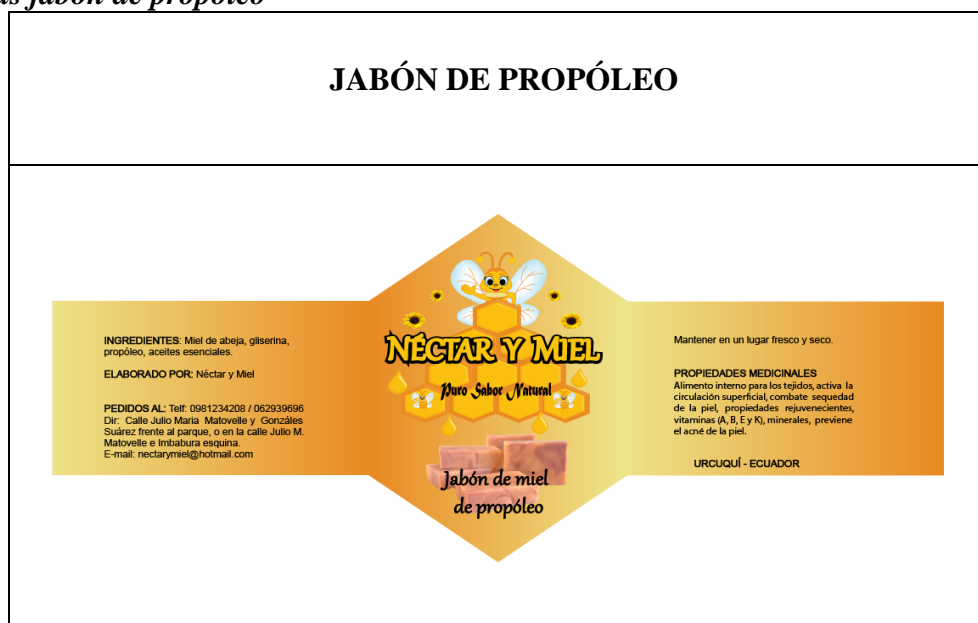 jabón de propóleo
JABÓN DE PROPÓLEO
INGREDIENTES: Miel de abeja, gliserina,
propóleo, aceites esenciales.
ELABORADO POR: Néctar y Miel
PEDIDOS AL: Telf: 0981234208 / 062939696
Dir: Calle Julio María Matovelle y Gonzáles
Suárez frente al parque, o en la calle Julio M.
Matovelle e Imbabura esquina.
E-mail: nectarymiel@hotmail.com
NÉCTAR Y MIEL
Puro Sabor Natural
Jabón de miel
de propóleo
Mantener en un lugar fresco y seco.
PROPIEDADES MEDICINALES
Alimento interno para los tejidos, activa la
circulación superficial, combate sequedad
de la piel, propiedades rejuvenecientes,
vitaminas (A, B, E y K), minerales, previene
el acné de la piel.
URCUQUÍ - ECUADOR